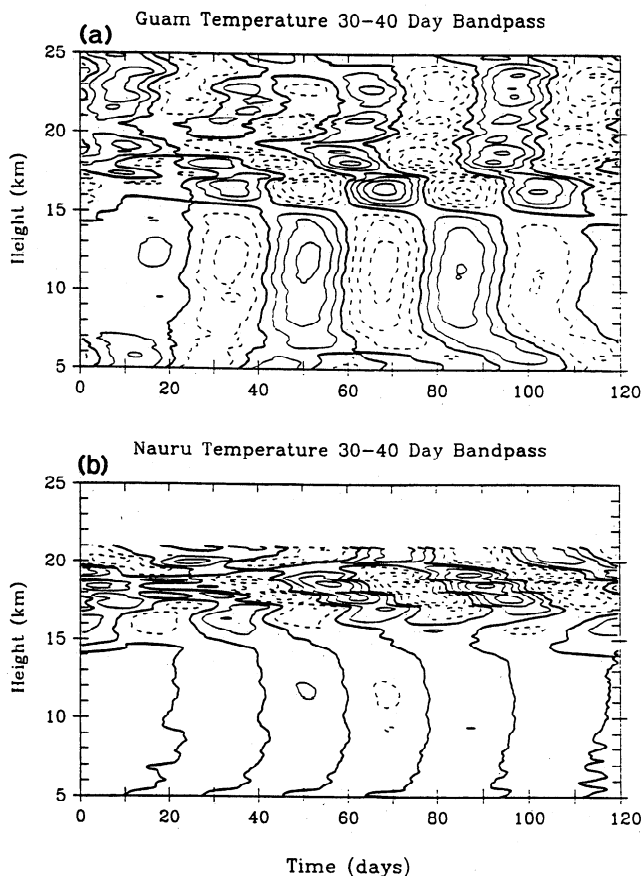 Guam Temperature 30-40 Day Bandpass
(a)
25
20
15
10
5
Height (km)
0 20 40 60 80 100 120
Nauru Temperature 30-40 Day Bandpass
(b)
25
20
15
10
5
Height (km)
0 20 40 60 80 100 120
Time (days)